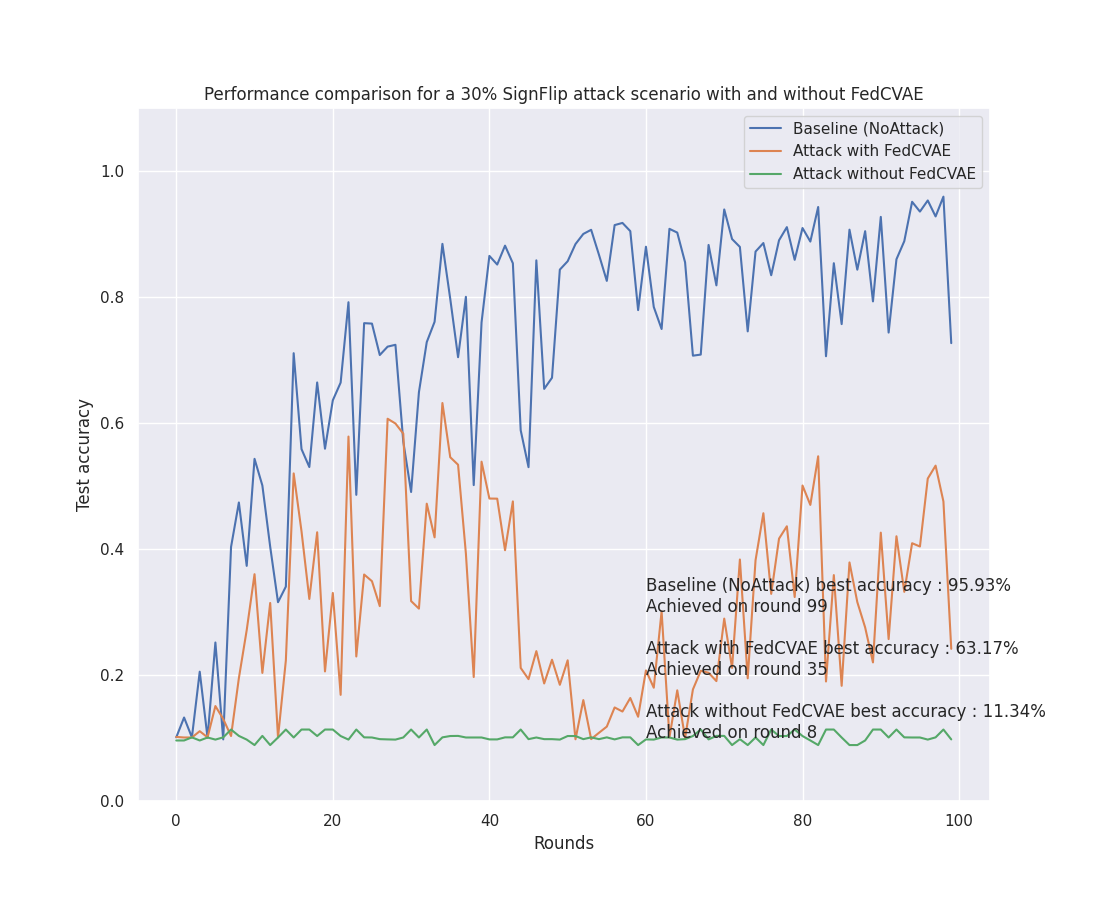 Performance comparison for a 30% SignFlip attack scenario with and without FedCVAE
Baseline (NoAttack)
Attack with FedCVAE
Attack without FedCVAE
Test accuracy
1.0
0.8
0.6
0.4
0.2
0.0
Baseline (NoAttack) best accuracy : 95.93%
Achieved on round 99
Attack with FedCVAE best accuracy : 63.17%
Achieved on round 35
Attack without FedCVAE best accuracy : 11.34%
Achieved on round 8
0 20 40 60 80 100
Rounds